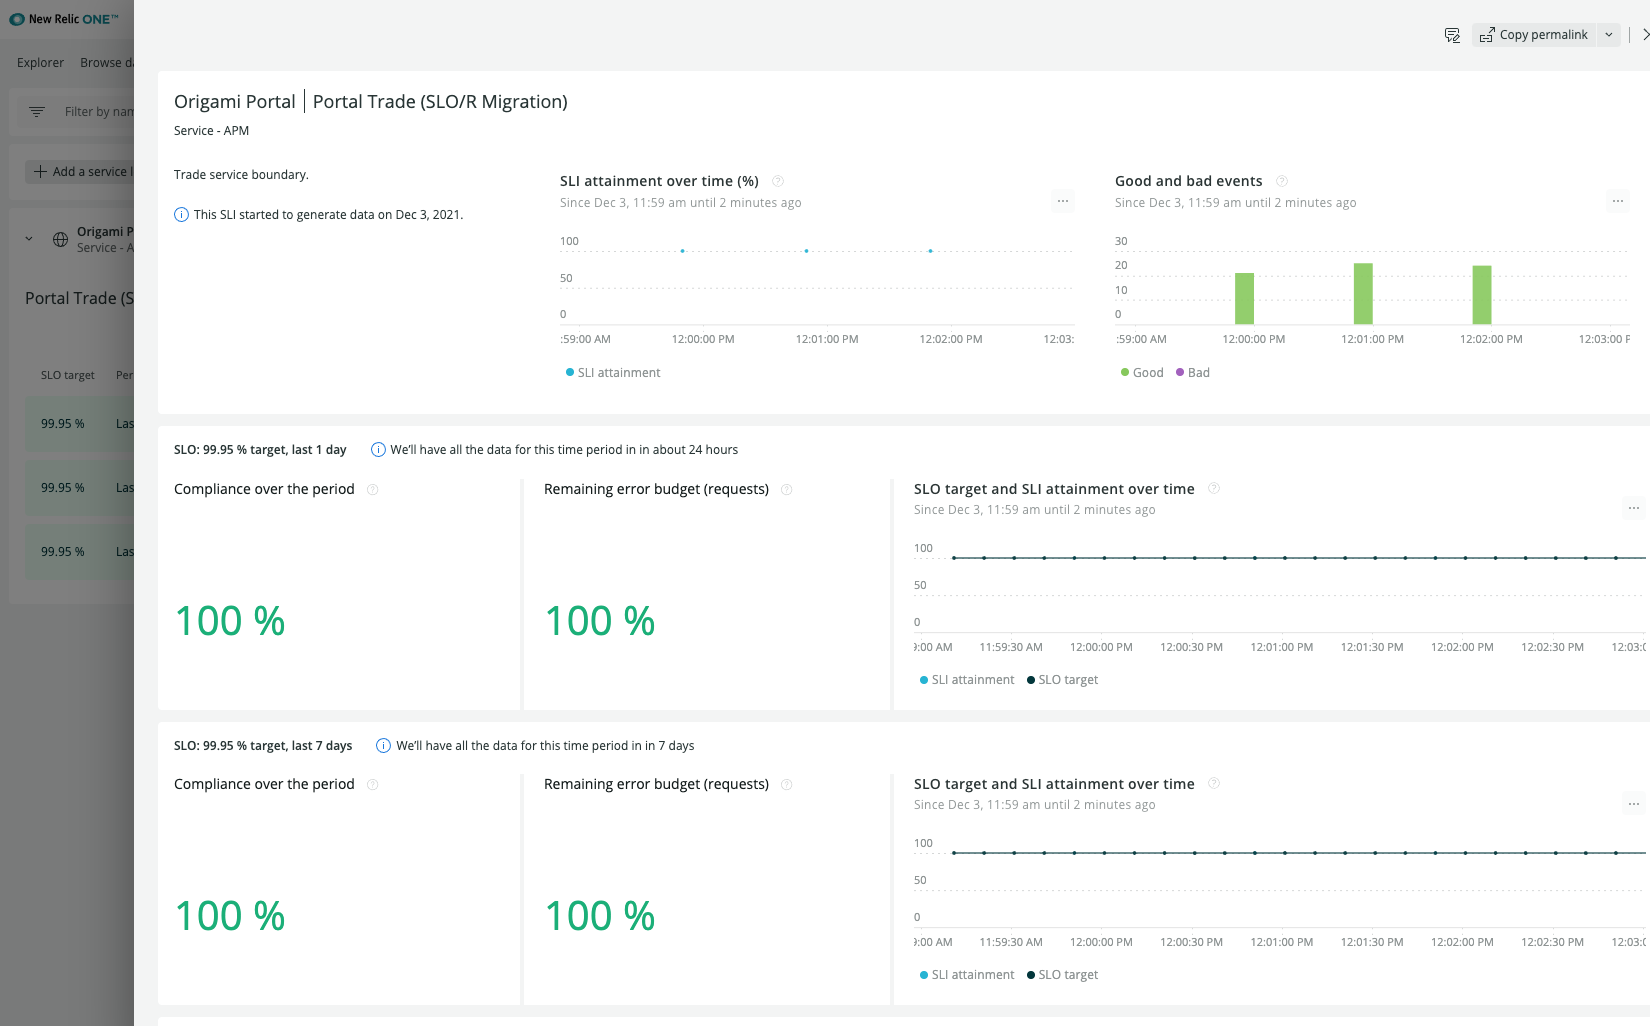 New Relic ONE™
Copy permalink
Explorer Browse da
Filter by nam
Add a service l
Origami P
Service - A
Portal Trade (S
SLO target Per
99.95 % Las
99.95 % Las
99.95 % Las
Origami Portal | Portal Trade (SLO/R Migration)
Service - APM
Trade service boundary.
This SLI started to generate data on Dec 3, 2021.
SLI attainment over time (%)
Since Dec 3, 11:59 am until 2 minutes ago
...
100
50
0
:59:00 AM 12:00:00 PM 12:01:00 PM 12:02:00 PM 12:03:
SLI attainment
Good and bad events
Since Dec 3, 11:59 am until 2 minutes ago
...
30
20
10
0
:59:00 AM 12:00:00 PM 12:01:00 PM 12:02:00 PM 12:03:00 P
Good Bad
SLO: 99.95 % target, last 1 day We'll have all the data for this time period in in about 24 hours
Compliance over the period
100 %
Remaining error budget (requests)
100 %
SLO target and SLI attainment over time
Since Dec 3, 11:59 am until 2 minutes ago
...
100
50
0
9:00 AM 11:59:30 AM 12:00:00 PM 12:00:30 PM 12:01:00 PM 12:01:30 PM 12:02:00 PM 12:02:30 PM 12:03:0
SLI attainment SLO target
SLO: 99.95 % target, last 7 days We'll have all the data for this time period in in 7 days
Compliance over the period
100 %
Remaining error budget (requests)
100 %
SLO target and SLI attainment over time
Since Dec 3, 11:59 am until 2 minutes ago
...
100
50
0
9:00 AM 11:59:30 AM 12:00:00 PM 12:00:30 PM 12:01:00 PM 12:01:30 PM 12:02:00 PM 12:02:30 PM 12:03:0
SLI attainment SLO target